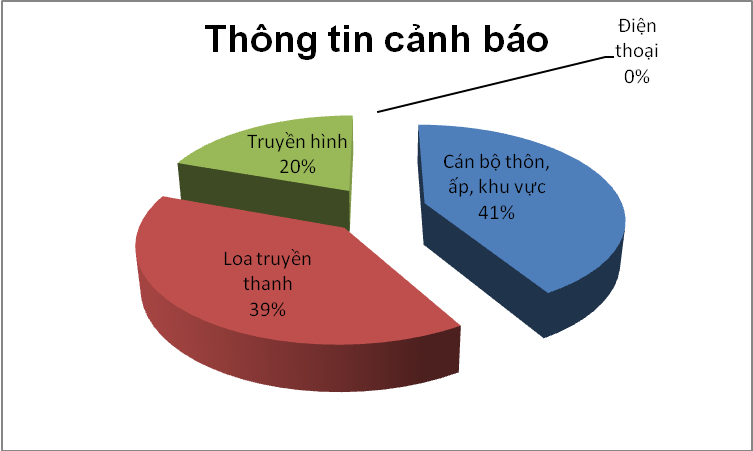 Thông tin cảnh báo
Điện
thoại
0%
Truyền hình
20%
Cán bộ thôn,
ấp, khu vực
41%
Loa truyền
thanh
39%